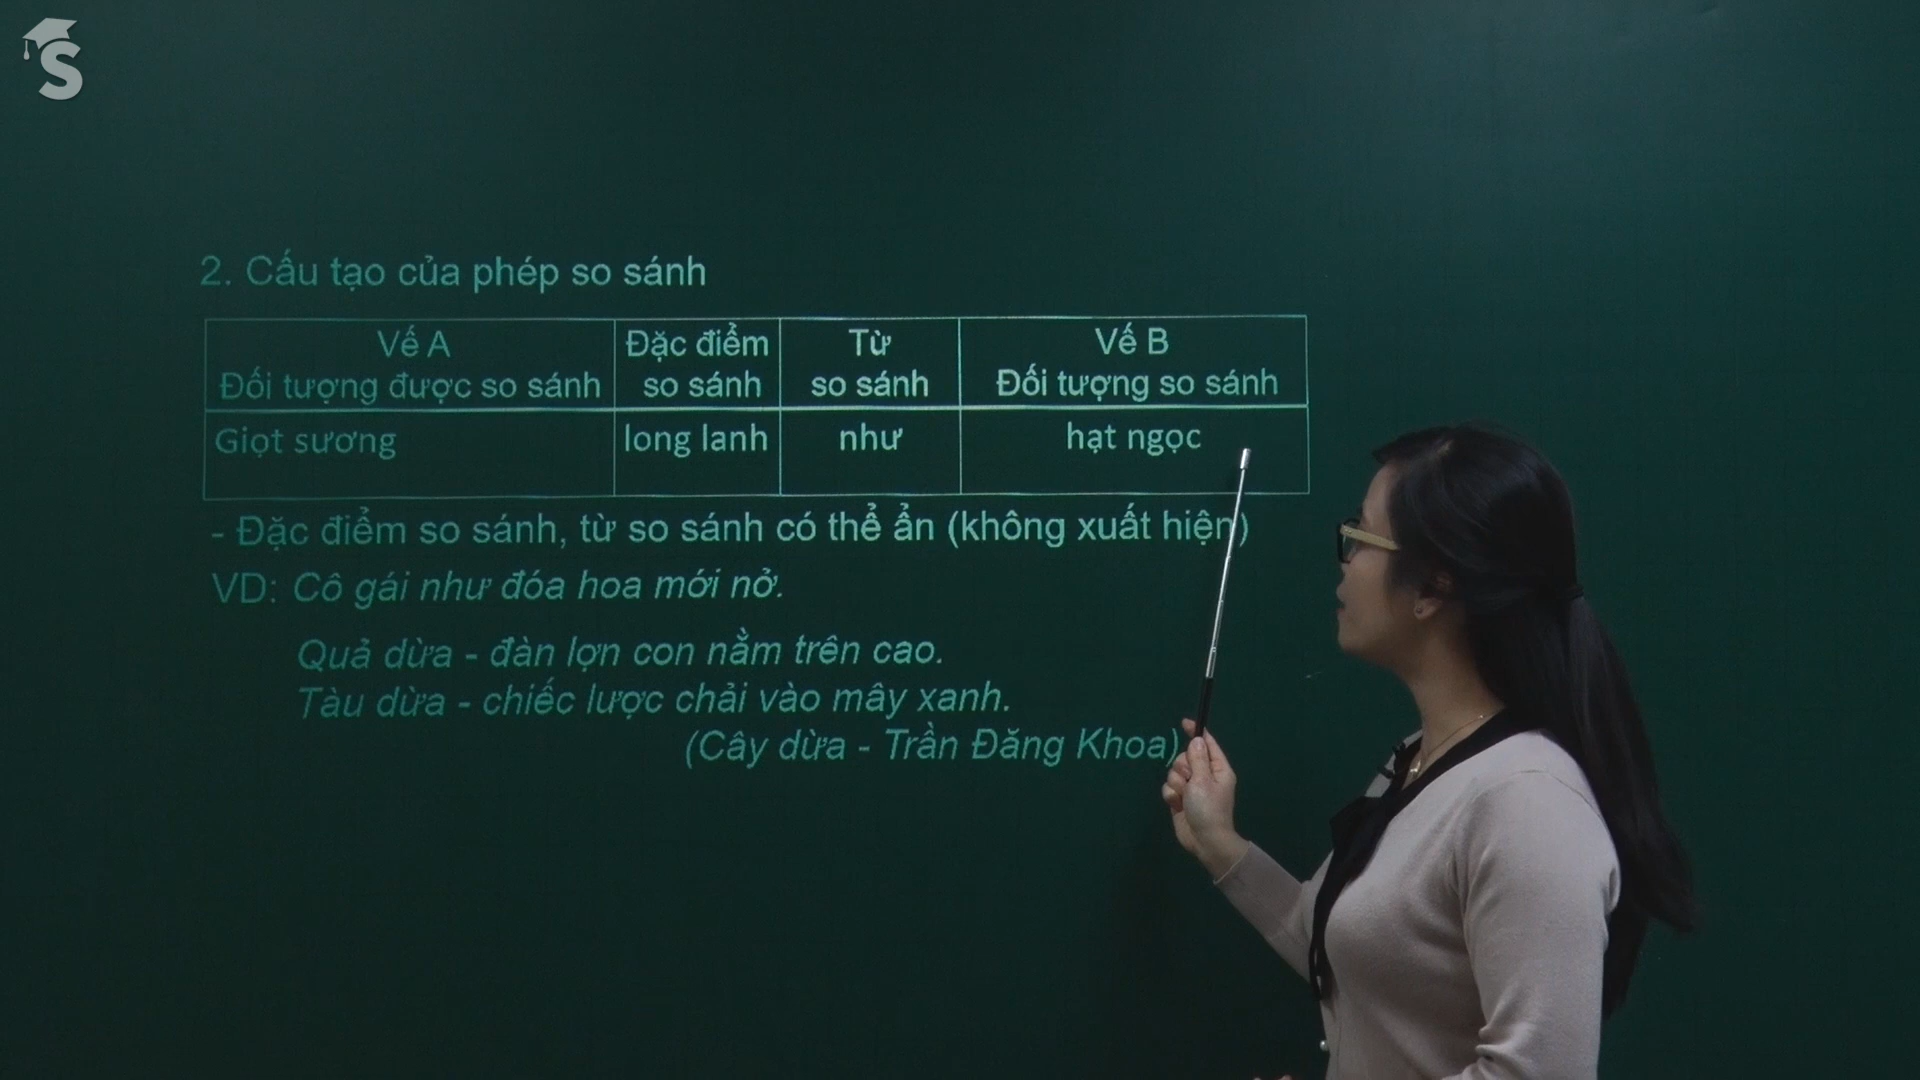 S
2. Cấu tạo của phép so sánh
Vế A
Đối tượng được so sánh
Đặc điểm
so sánh
Từ
so sánh
Vế B
Đối tượng so sánh
Giọt sương
long lanh
như
hạt ngọc
- Đặc điểm so sánh, từ so sánh có thể ẩn (không xuất hiện)
VD: Cô gái như đóa hoa mới nở.
Quả dừa - đàn lợn con nằm trên cao.
Tàu dừa - chiếc lược chải vào mây xanh.
(Cây dừa - Trần Đăng Khoa)